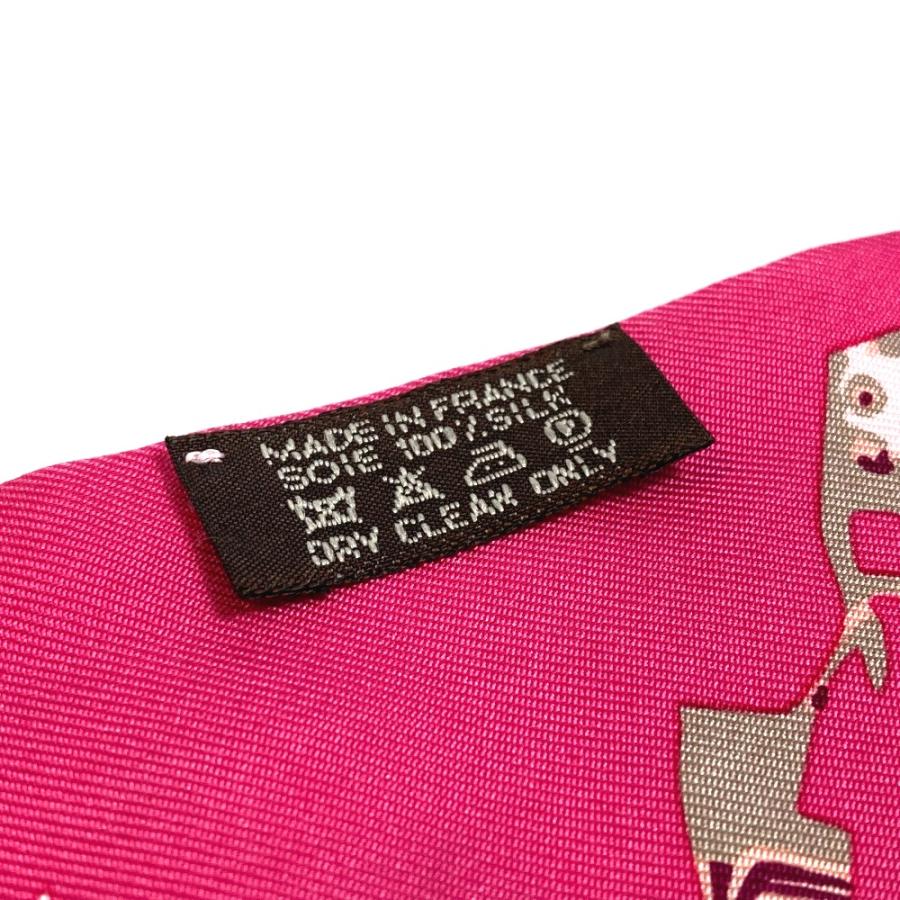 MADE IN FRANCE
SOIE 100% SILK
P
DRY CLEAN ONLY